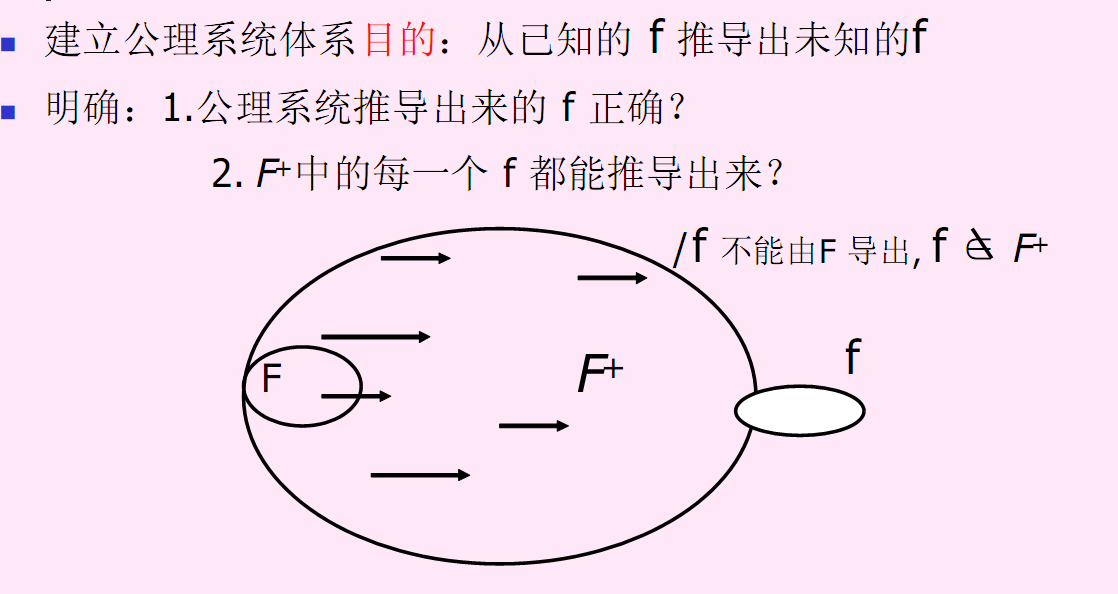 建立公理系统体系目的：从已知的 f 推导出未知的f
明确：1.公理系统推导出来的 f 正确？
2. F+中的每一个 f 都能推导出来？
/f 不能由F 导出, f ∉ F+
f
F
F+